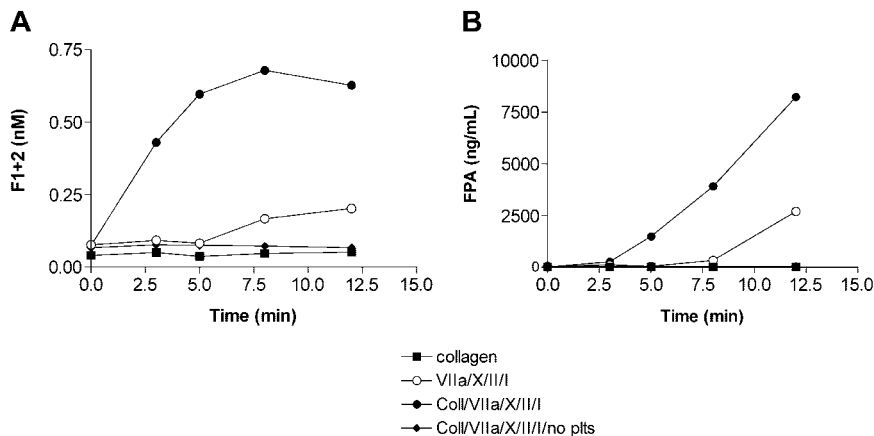 A
F1+2 (nM)
0.75
0.50
0.25
0.00
0.0 2.5 5.0 7.5 10.0 12.5 15.0
Time (min)
B
FPA (ng/mL)
10000
7500
5000
2500
0
0.0 2.5 5.0 7.5 10.0 12.5 15.0
Time (min)
collagen
VIIa/X/II/I
Coll/VIIa/X/II/I
Coll/VIIa/X/II/I/no plts